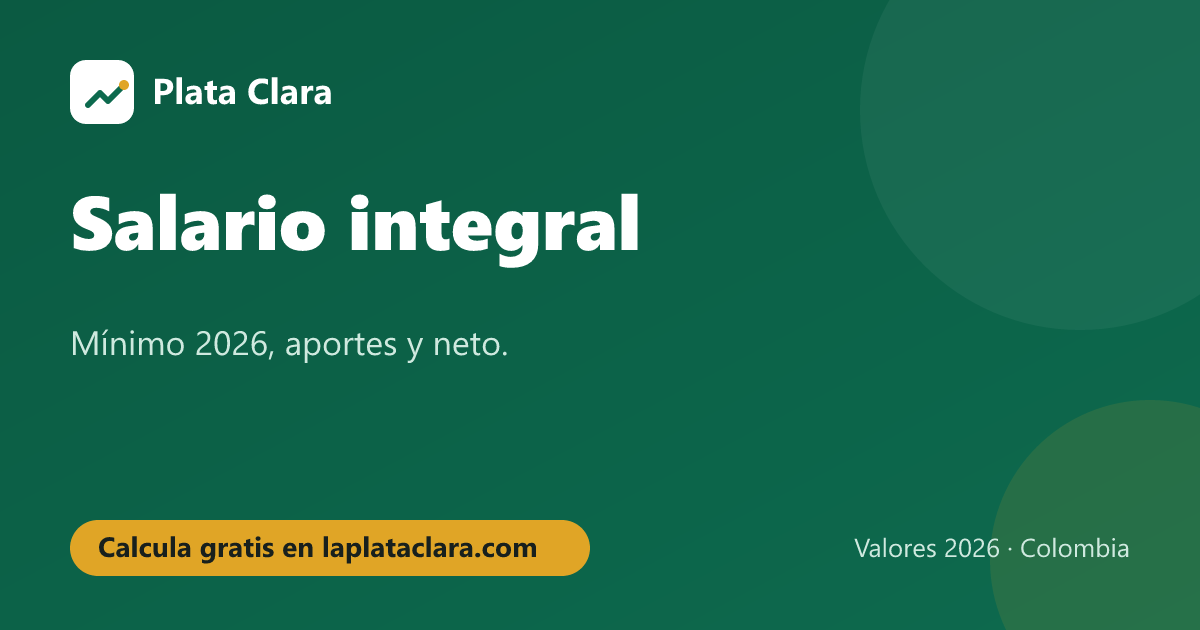 Plata Clara
Salario integral
Mínimo 2026, aportes y neto.
Calcula gratis en laplataclara.com
Valores 2026 · Colombia